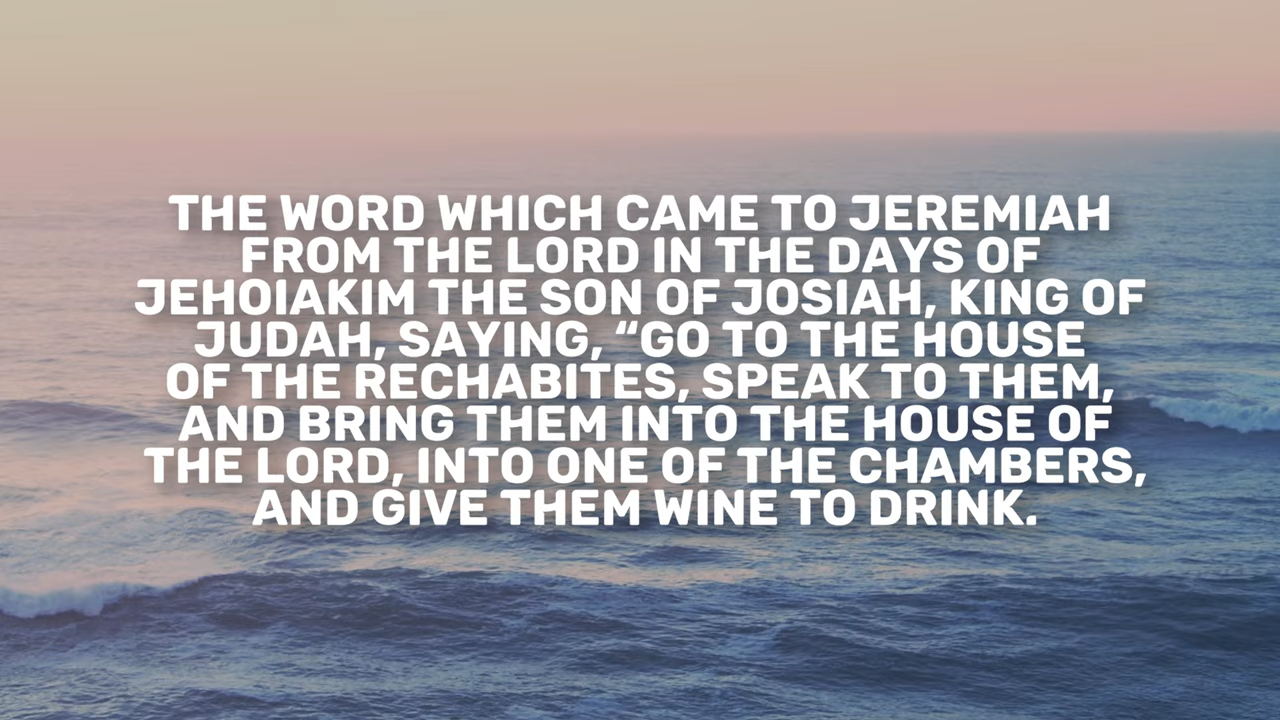 THE WORD WHICH CAME TO JEREMIAH
FROM THE LORD IN THE DAYS OF
JEHOIAKIM THE SON OF JOSIAH, KING OF
JUDAH, SAYING, “GO TO THE HOUSE
OF THE RECHABITES, SPEAK TO THEM,
AND BRING THEM INTO THE HOUSE OF
THE LORD, INTO ONE OF THE CHAMBERS,
AND GIVE THEM WINE TO DRINK.